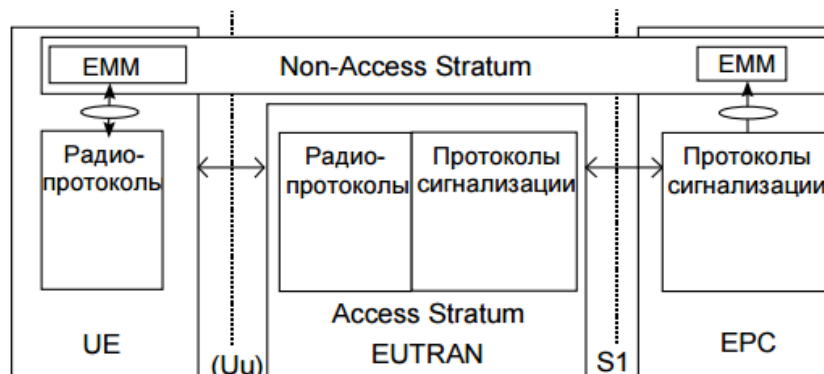 EMM
Non-Access Stratum
EMM
Радио-
протоколь
Радио-
протоколы
Протоколы
сигнализации
Протоколы
сигнализации
Access Stratum
UE
(Uu)
EUTRAN
S1
EPC